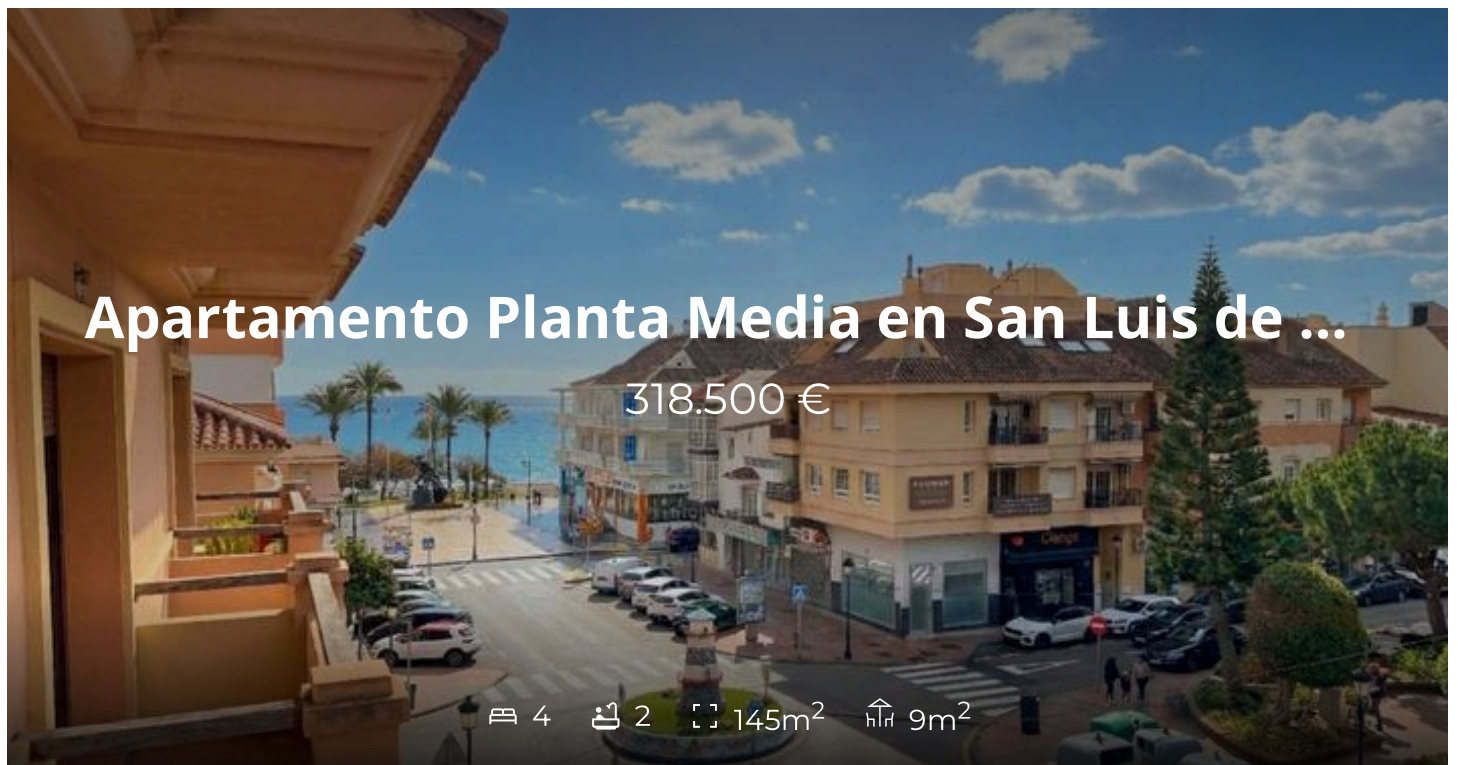 Apartamento Planta Media en San Luis de ...
318.500 €
4 2 145m² 9m²